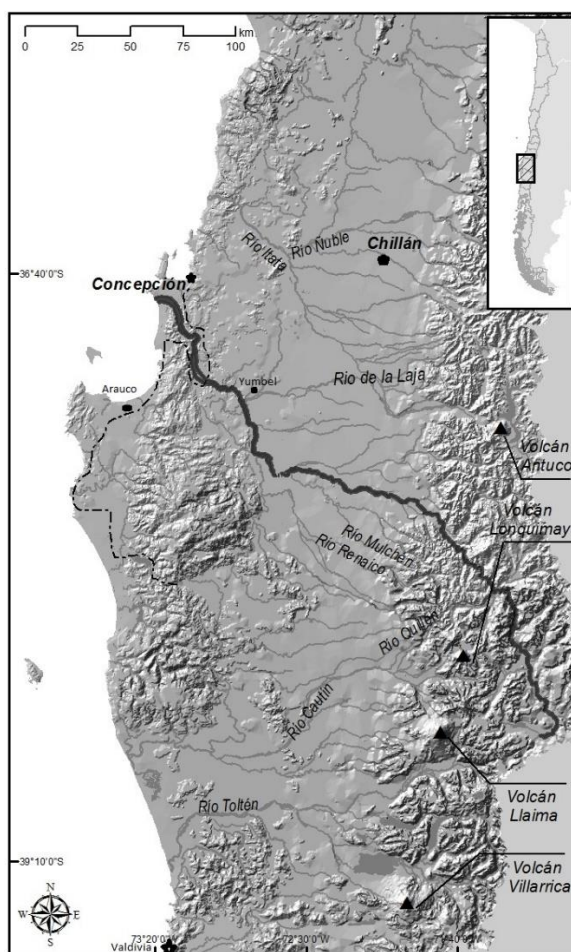 0 25 50 75 100 km
Río Itata
Río Ñuble
Chillán
36°40'0"S
Concepción
Río de la Laja
Yumbel
Arauco
Volcán
Antuco
Volcán
Lonquimay
Río Mulchén
Río Renaico
Río Cautín
Volcán
Llaima
Río Toltén
39°10'0"S
Volcán
Villarrica
N
W E
S
Valdivia
73°20'0"W
72°30'0"W